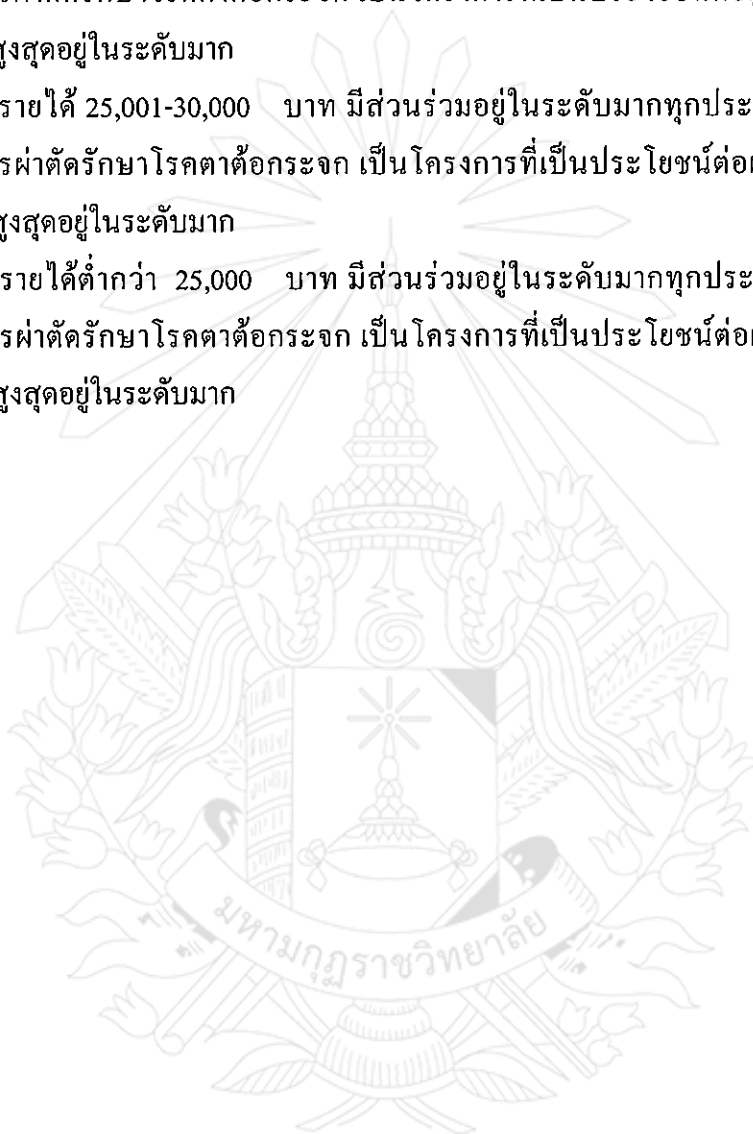 สูงสุดอยู่ในระดับมาก
รายได้ 25,001-30,000 บาท มีส่วนร่วมอยู่ในระดับมากทุกประ
รผ่าตัดรักษาโรคตาต้อกระจก เป็นโครงการที่เป็นประโยชน์ต่อ
สูงสุดอยู่ในระดับมาก
รายได้ต่ำกว่า 25,000 บาท มีส่วนร่วมอยู่ในระดับมากทุกประ
รผ่าตัดรักษาโรคตาต้อกระจก เป็นโครงการที่เป็นประโยชน์ต่อ
สูงสุดอยู่ในระดับมาก
มหามกุฏราชวิทยาลัย